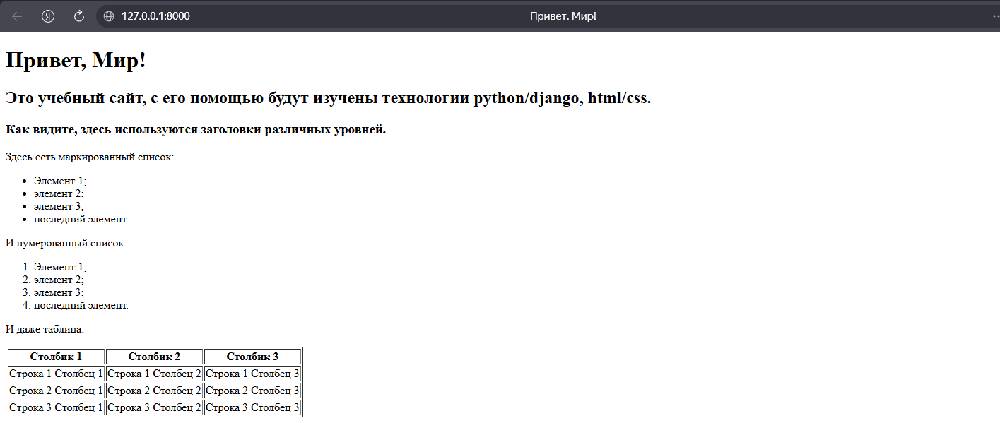 Я 127.0.0.1:8000 Привет, Мир!
Привет, Мир!
Это учебный сайт, с его помощью будут изучены технологии python/django, html/css.
Как видите, здесь используются заголовки различных уровней.
Здесь есть маркированный список:
• Элемент 1;
• элемент 2;
• элемент 3;
• последний элемент.
И нумерованный список:
1. Элемент 1;
2. элемент 2;
3. элемент 3;
4. последний элемент.
И даже таблица:
Столбик 1 Столбик 2 Столбик 3
Строка 1 Столбец 1 Строка 1 Столбец 2 Строка 1 Столбец 3
Строка 2 Столбец 1 Строка 2 Столбец 2 Строка 2 Столбец 3
Строка 3 Столбец 1 Строка 3 Столбец 2 Строка 3 Столбец 3